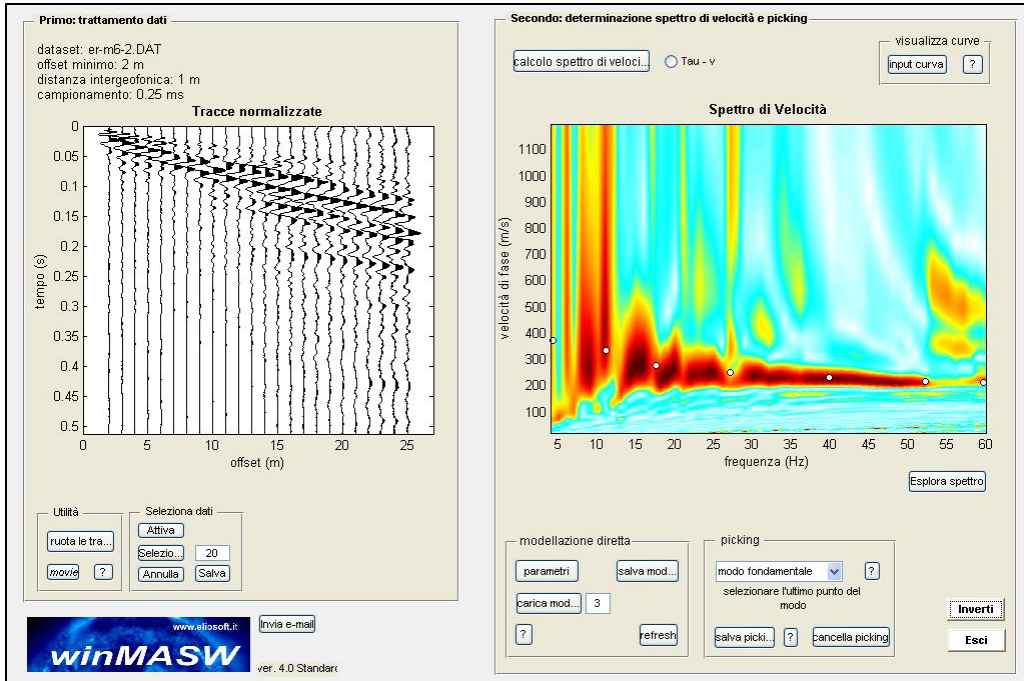 Primo: trattamento dati
dataset: er-m6-2.DAT
offset minimo: 2 m
distanza intergeofonica: 1 m
campionamento: 0.25 ms
Tracce normalizzate
0
0.05
0.1
0.15
0.2
0.25
0.3
0.35
0.4
0.45
0.5
tempo (s)
0 5 10 15 20 25
offset (m)
Utilità
ruota le tra...
movie ?
Seleziona dati
Attiva
Selezio... 20
Annulla Salva
www.eliosoft.it
winMASW
Invia e-mail
ver. 4.0 Standard
Secondo: determinazione spettro di velocità e picking
calcolo spettro di veloci...
Tau - v
visualizza curve
input curva ?
Spettro di Velocità
1100
1000
900
800
700
600
500
400
300
200
100
velocità di fase (m/s)
5 10 15 20 25 30 35 40 45 50 55 60
frequenza (Hz)
Esplora spettro
modellazione diretta
parametri salva mod...
carica mod... 3
? refresh
picking
modo fondamentale ?
selezionare l'ultimo punto del
modo
salva picki... ? cancella picking
Inverti
Esci